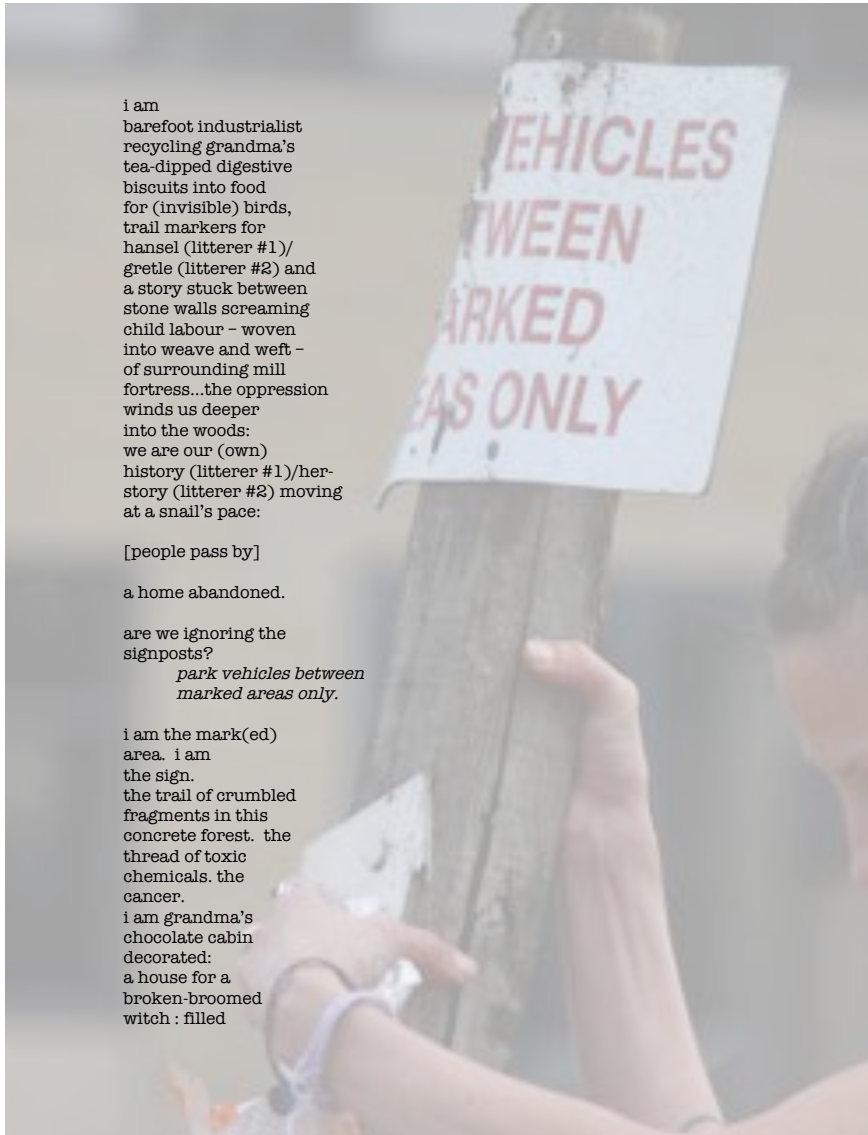 i am
barefoot industrialist
recycling grandma's
tea-dipped digestive
biscuits into food
for (invisible) birds,
trail markers for
hansel (litterer #1)/
gretle (litterer #2) and
a story stuck between
stone walls screaming
child labour – woven
into weave and weft –
of surrounding mill
fortress...the oppression
winds us deeper
into the woods:
we are our (own)
history (litterer #1)/her-
story (litterer #2) moving
at a snail's pace:
[people pass by]
a home abandoned.
are we ignoring the
signposts?
park vehicles between
marked areas only.
i am the mark(ed)
area.  i am
the sign.
the trail of crumbled
fragments in this
concrete forest.  the
thread of toxic
chemicals. the
cancer.
i am grandma's
chocolate cabin
decorated:
a house for a
broken-broomed
witch : filled
VEHICLES
TWEEN
ARKED
EAS ONLY